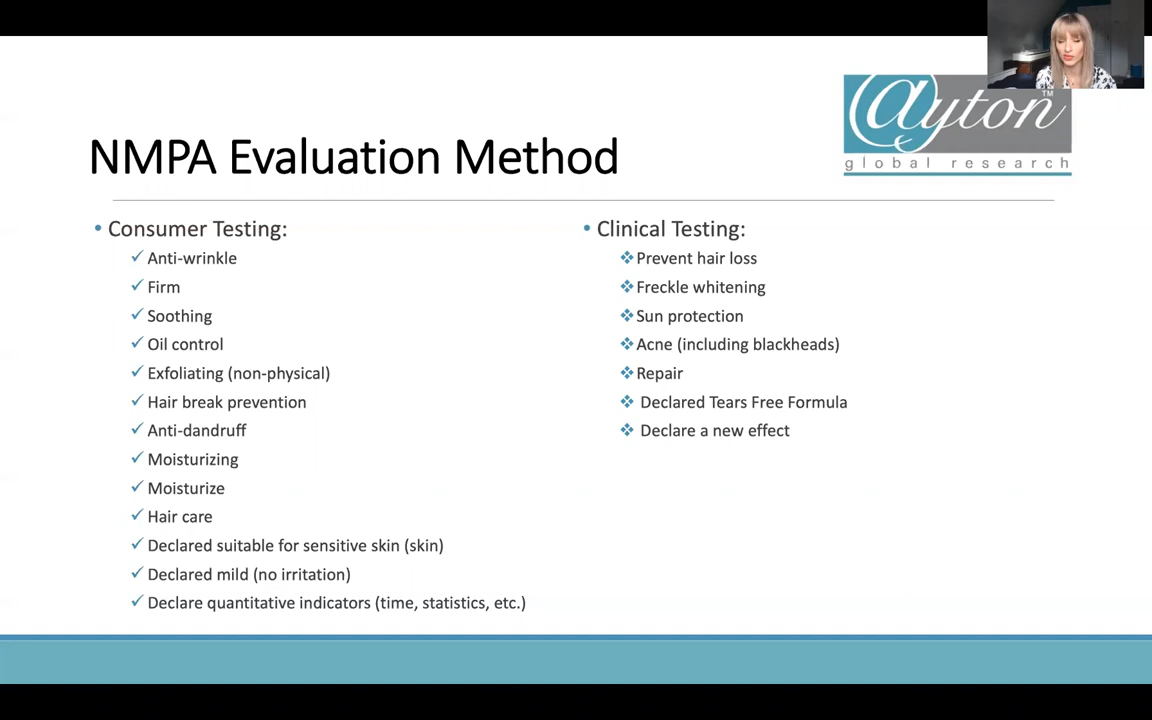 @yton™
global research
NMPA Evaluation Method
• Consumer Testing:
✓ Anti-wrinkle
✓ Firm
✓ Soothing
✓ Oil control
✓ Exfoliating (non-physical)
✓ Hair break prevention
✓ Anti-dandruff
✓ Moisturizing
✓ Moisturize
✓ Hair care
✓ Declared suitable for sensitive skin (skin)
✓ Declared mild (no irritation)
✓ Declare quantitative indicators (time, statistics, etc.)
• Clinical Testing:
❖ Prevent hair loss
❖ Freckle whitening
❖ Sun protection
❖ Acne (including blackheads)
❖ Repair
❖ Declared Tears Free Formula
❖ Declare a new effect